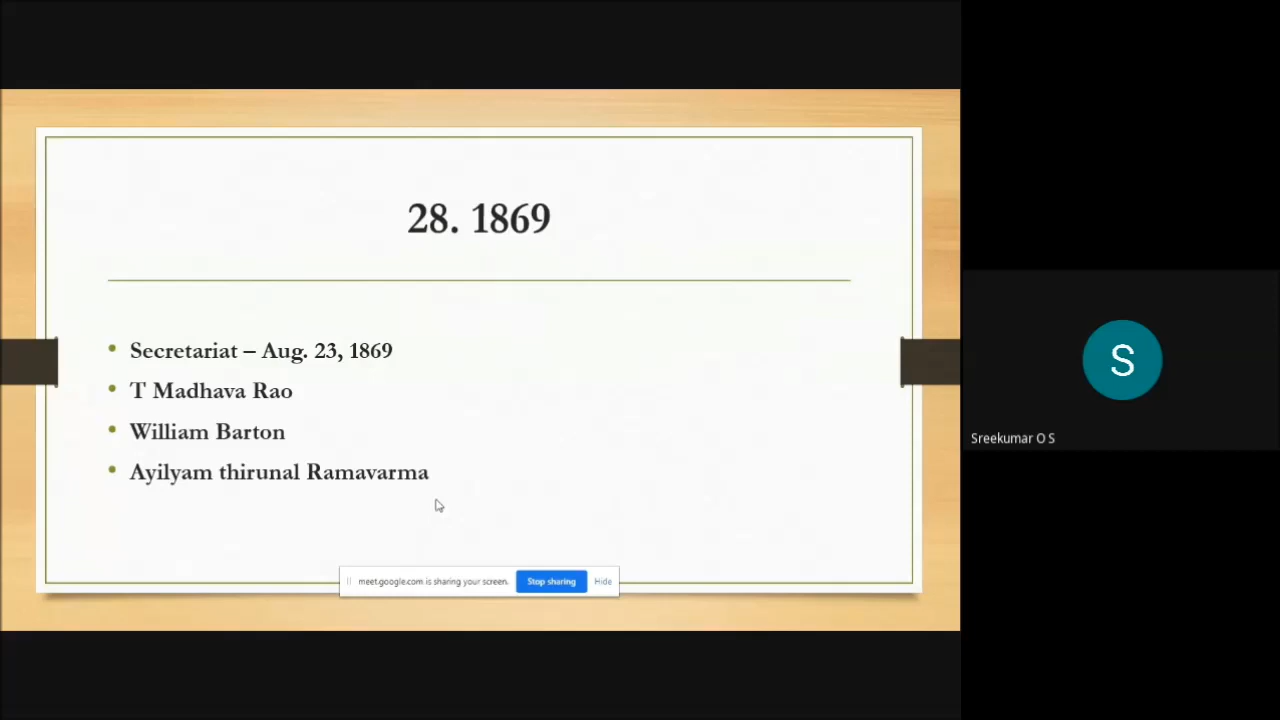 28. 1869
Secretariat – Aug. 23, 1869
T Madhava Rao
William Barton
Ayilyam thirunal Ramavarma
meet.google.com is sharing your screen. Stop sharing Hide
S
Sreekumar O S